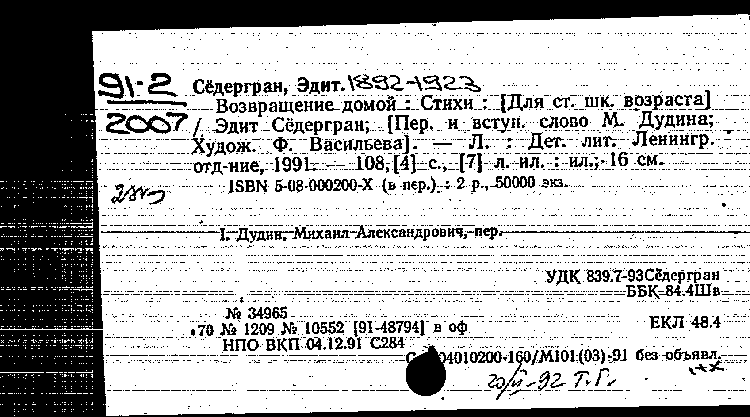 91-2
2007
Сёдергран, Эдит. 1892-1923
Возвращение домой : Стихи : [Для ст. шк. возраста]
/ Эдит Сёдергран; [Пер. и вступ. слово М. Дудина;
Худож. Ф. Васильева]. — Л. : Дет. лит. Ленингр.
отд-ние, 1991. — 108, [4] с., [7] л. ил. : ил.; 16 см.
ISBN 5-08-000200-X (в пер.) : 2 р., 50000 экз.
I. Дудин, Михаил Александрович, пер.
УДК 839.7-93Сёдергран
ББК 84.4Шв
№ 34965
70 № 1209 № 10552 [91-48794] в оф
ЕКЛ 48.4
НПО ВКП 04.12.91 С284
04010200-160/М101(03)-91 без объявл.